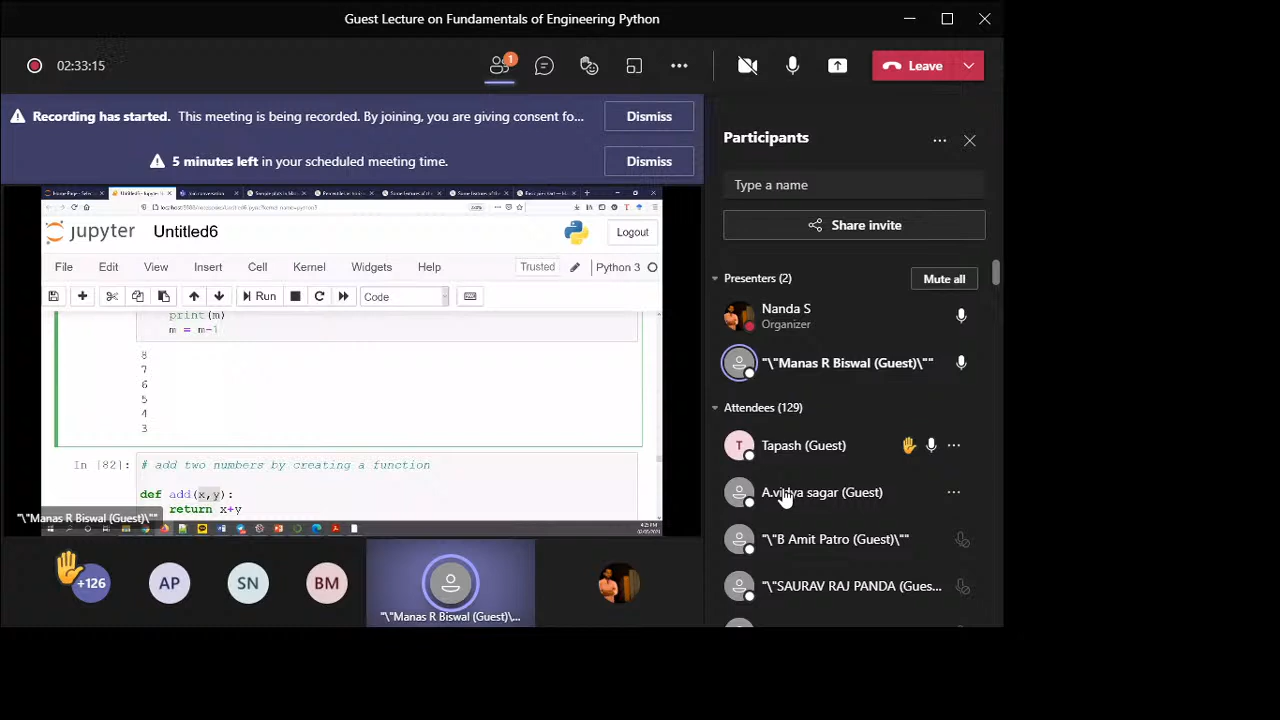 Guest Lecture on Fundamentals of Engineering Python
02:33:15
1
Leave
Recording has started. This meeting is being recorded. By joining, you are giving consent fo...
Dismiss
5 minutes left in your scheduled meeting time.
Dismiss
jupyter Untitled6
Logout
File Edit View Insert Cell Kernel Widgets Help
Trusted
Python 3
Run
Code
print(m)
m = m-1
8
7
6
5
4
3
In [82]:
# add two numbers by creating a function
def add(x,y):
return x+y
"\"Manas R Biswal (Guest)\""
+126
AP
SN
BM
"\"Manas R Biswal (Guest)\...
Participants
Type a name
Share invite
Presenters (2)
Mute all
Nanda S
Organizer
"\"Manas R Biswal (Guest)\""
Attendees (129)
T
Tapash (Guest)
A.vidya sagar (Guest)
"\"B Amit Patro (Guest)\""
"\"SAURAV RAJ PANDA (Gues...